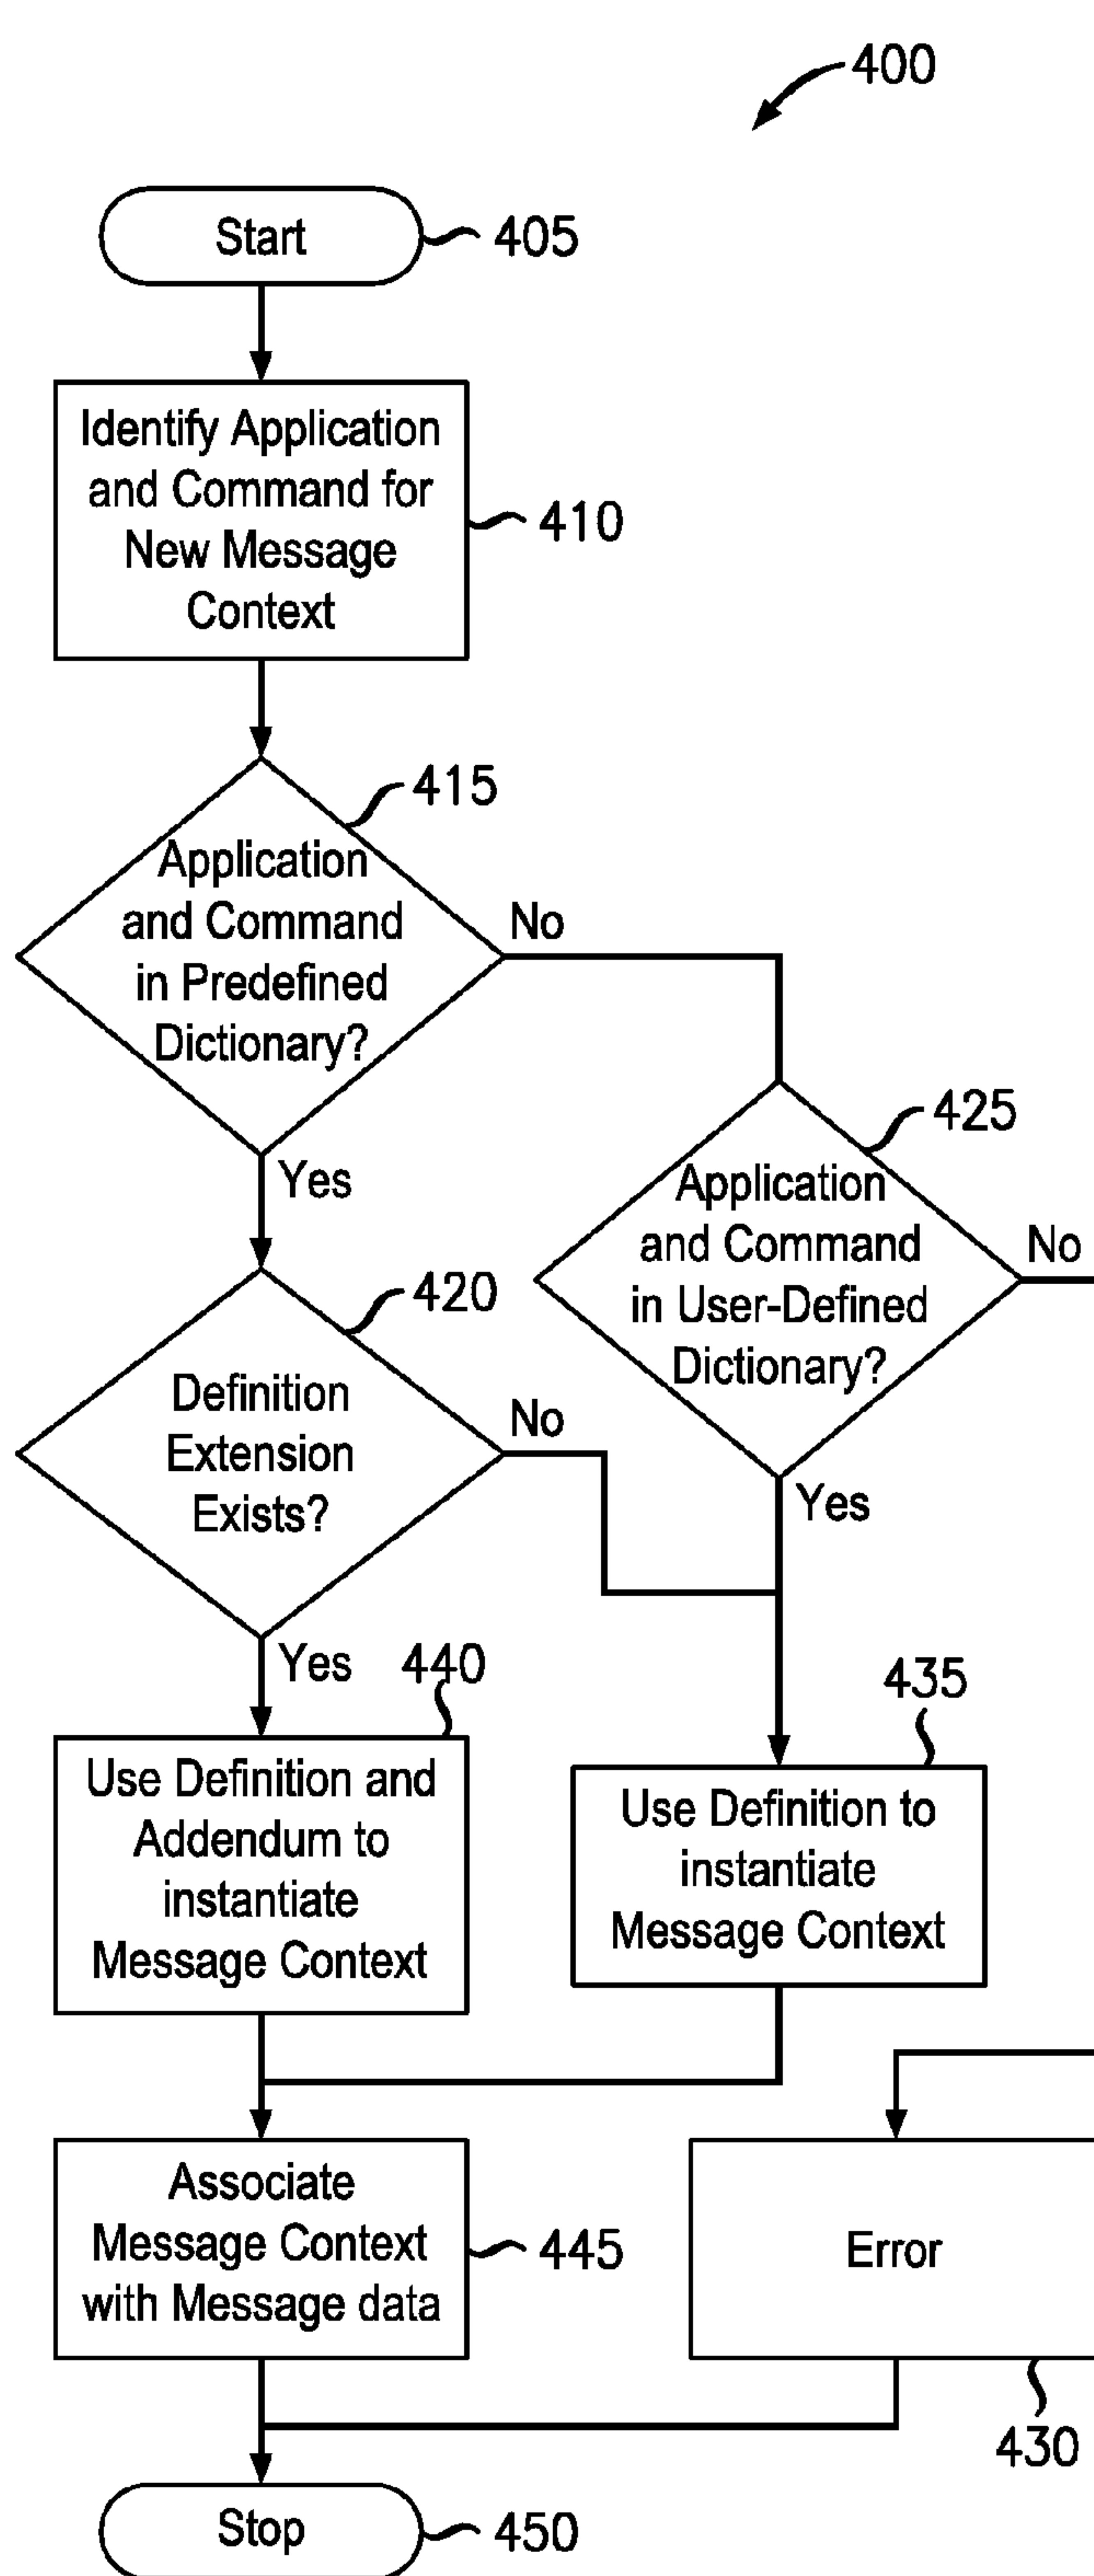 400
Start
405
Identify Application
and Command for
New Message
Context
410
415
Application
and Command
in Predefined
Dictionary?
No
Yes
425
Application
and Command
in User-Defined
Dictionary?
No
Yes
420
Definition
Extension
Exists?
No
Yes
440
Use Definition and
Addendum to
instantiate
Message Context
435
Use Definition to
instantiate
Message Context
Associate
Message Context
with Message data
445
Error
430
Stop
450